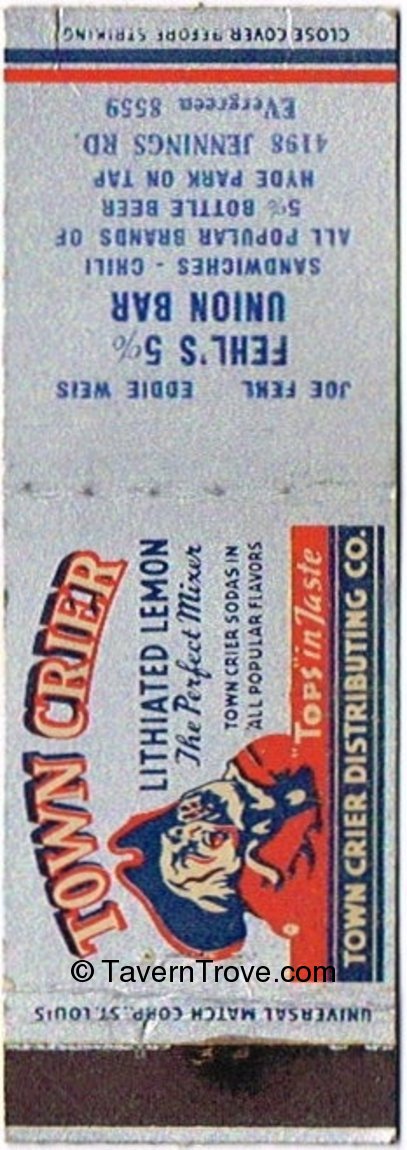 CLOSE COVER BEFORE STRIKING
JOE FEHL EDDIE WEIS
FEHL'S 5%
UNION BAR
SANDWICHES - CHILI
ALL POPULAR BRANDS OF
5% BOTTLE BEER
HYDE PARK ON TAP
4198 JENNINGS RD.
EVergreen 8559
TOWN CRIER
LITHIATED LEMON
The Perfect Mixer
TOWN CRIER SODAS IN
ALL POPULAR FLAVORS
"TOPS" in Taste
TOWN CRIER DISTRIBUTING CO.
© TavernTrove.com
UNIVERSAL MATCH CORP. ST. LOUIS